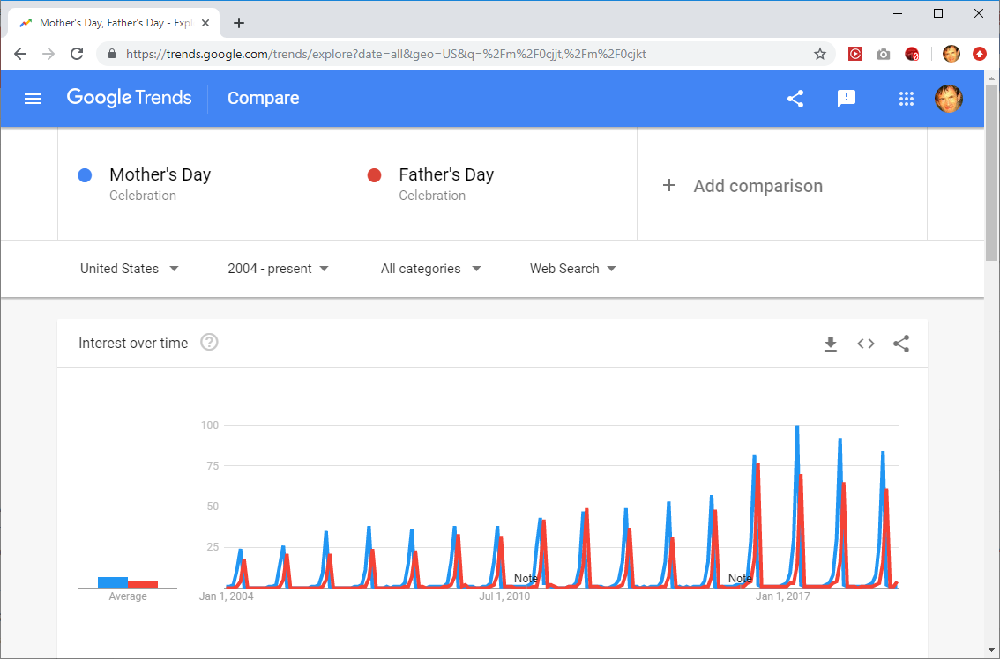 Mother's Day, Father's Day - Expl
https://trends.google.com/trends/explore?date=all&geo=US&q=%2Fm%2F0cjjt,%2Fm%2F0cjkt
Google Trends Compare
Mother's Day
Celebration
Father's Day
Celebration
+ Add comparison
United States
2004 - present
All categories
Web Search
Interest over time ?
100
75
50
25
Note
Note
Average
Jan 1, 2004
Jul 1, 2010
Jan 1, 2017